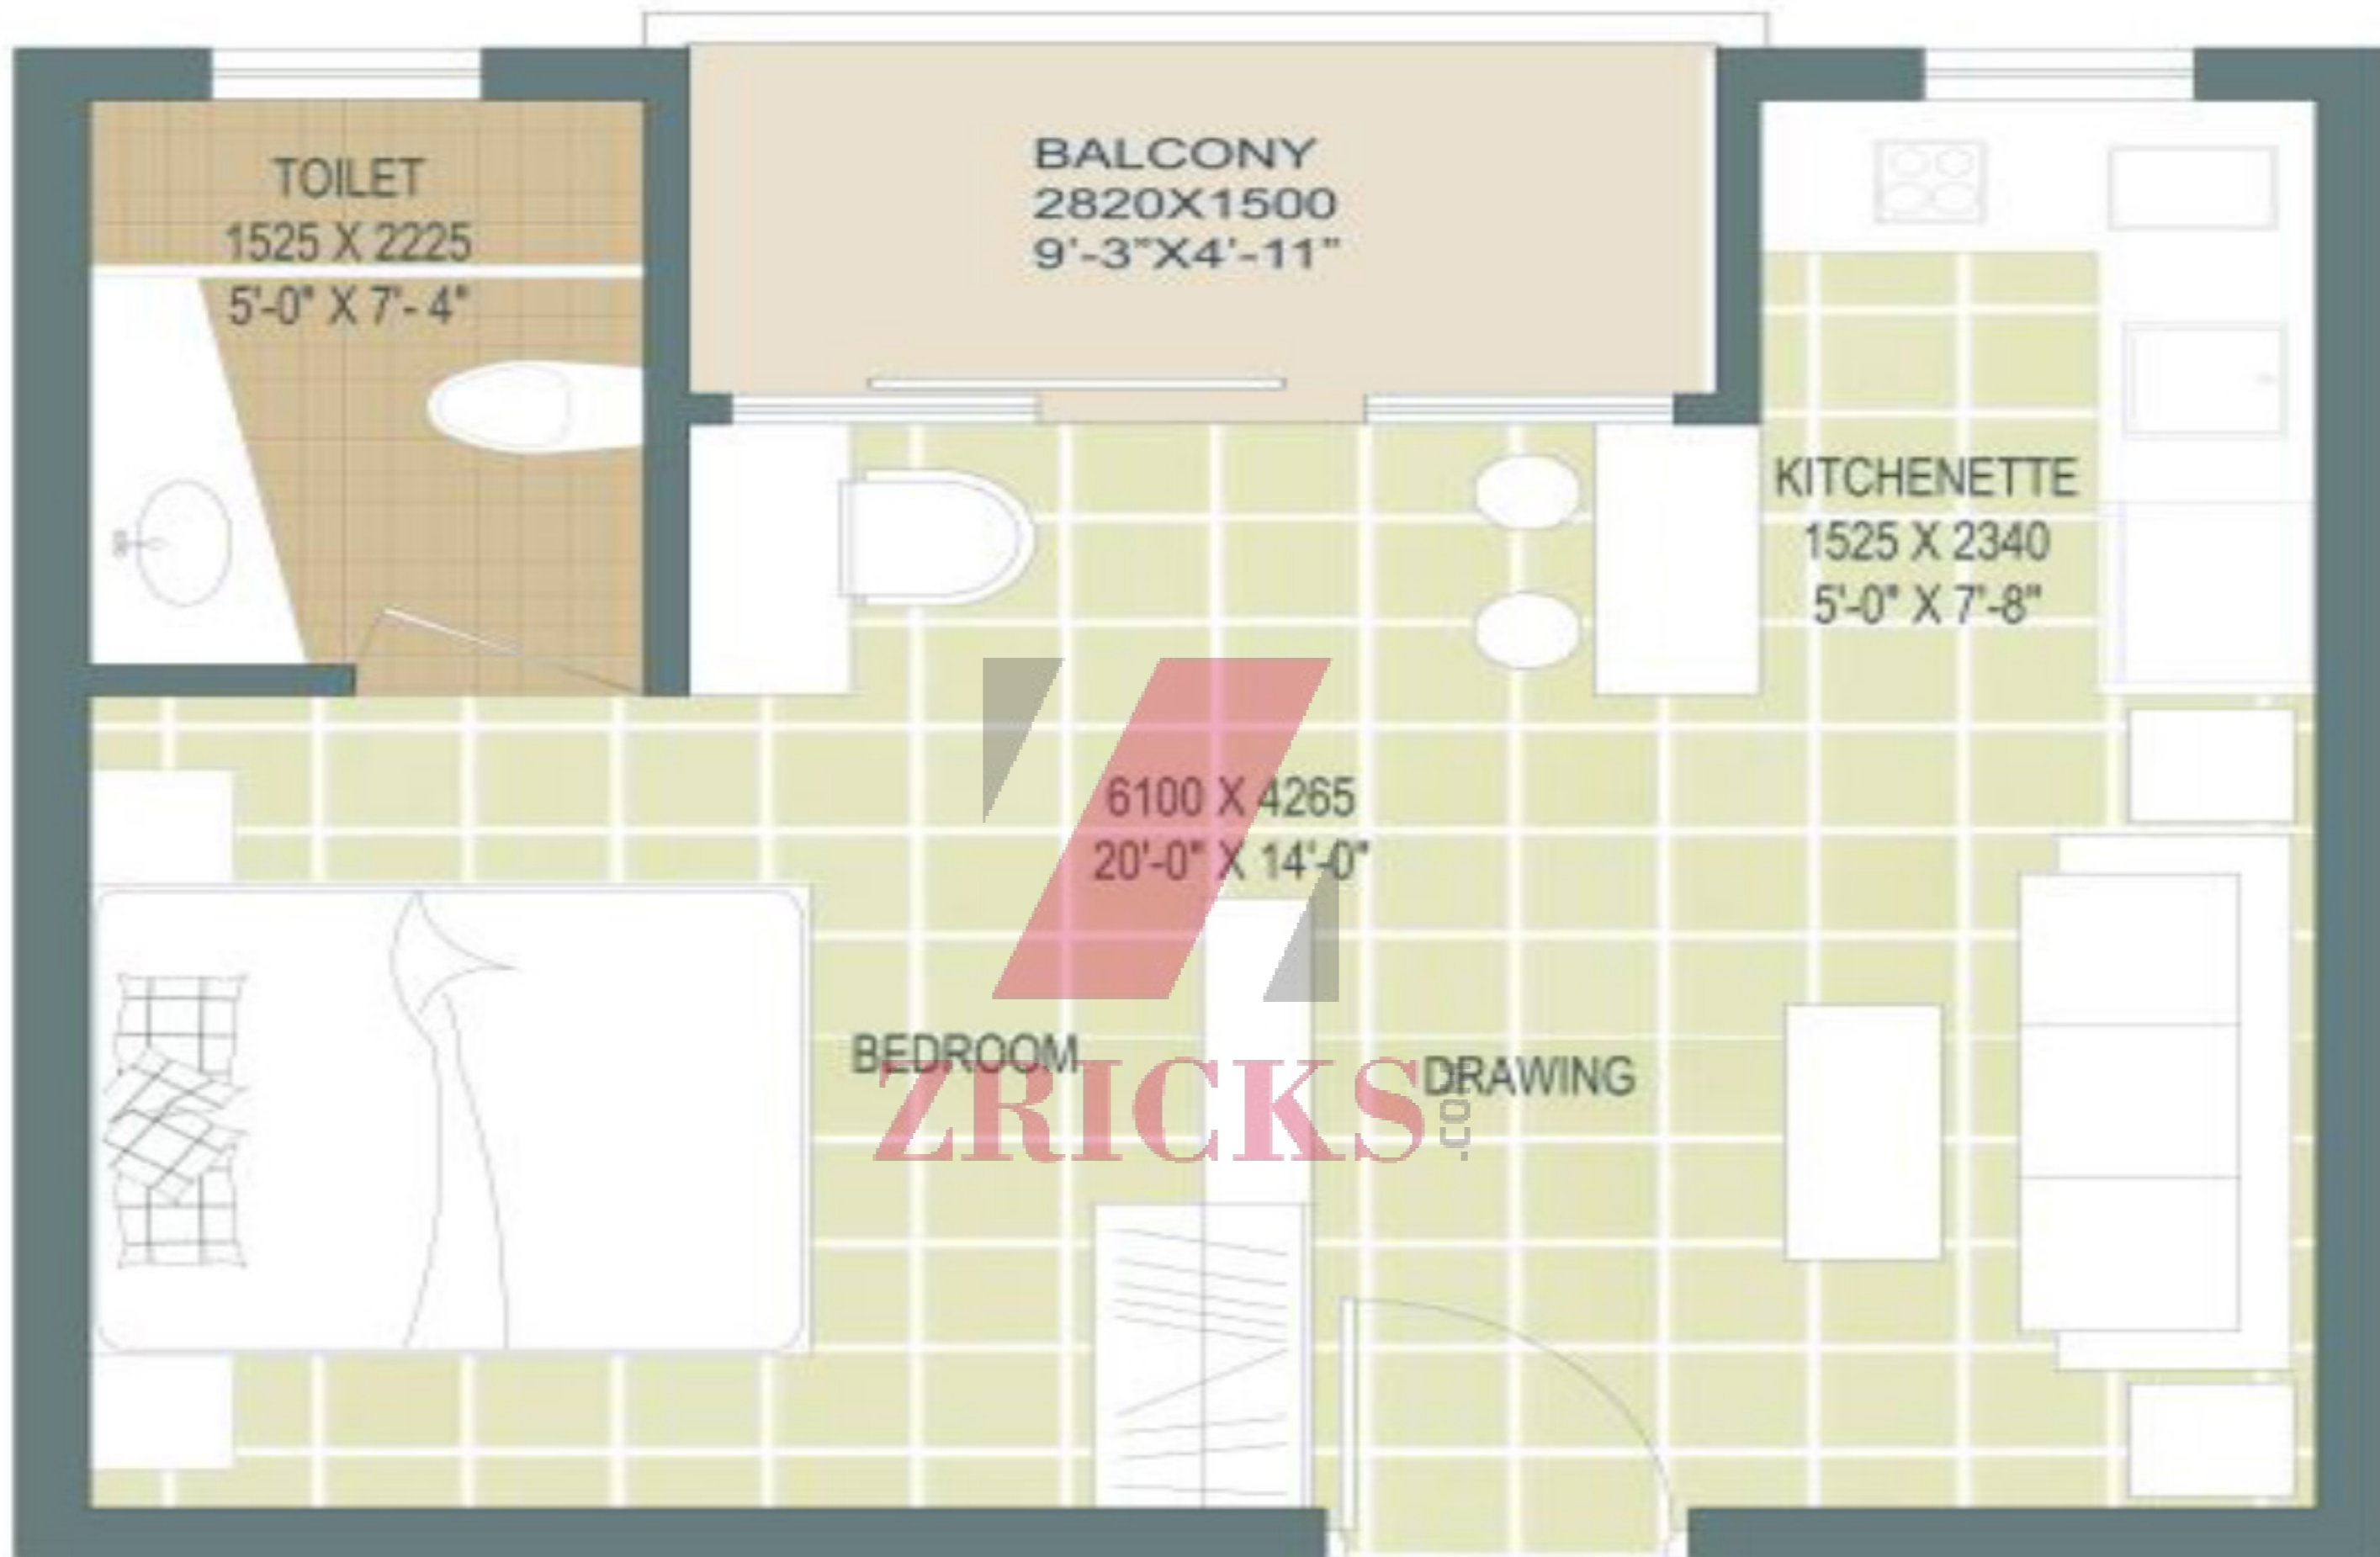 TOILET
1525 X 2225
5'-0" X 7'- 4"
BALCONY
2820X1500
9'-3"X4'-11"
KITCHENETTE
1525 X 2340
5'-0" X 7'-8"
6100 X 4265
20'-0" X 14'-0"
BEDROOM
DRAWING
ZRICKS
.COM